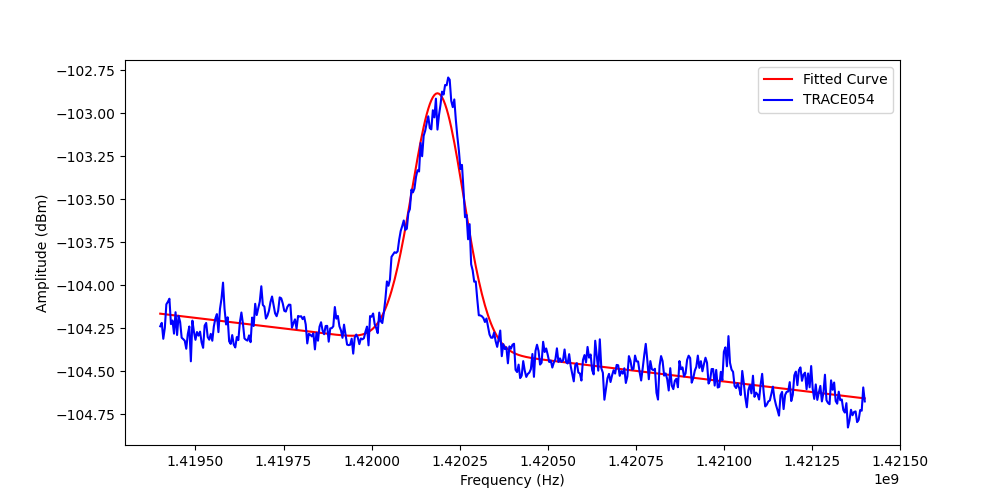 −102.75
−103.00
−103.25
−103.50
−103.75
−104.00
−104.25
−104.50
−104.75
Amplitude (dBm)
Fitted Curve
TRACE054
1.41950 1.41975 1.42000 1.42025 1.42050 1.42075 1.42100 1.42125 1.42150
1e9
Frequency (Hz)